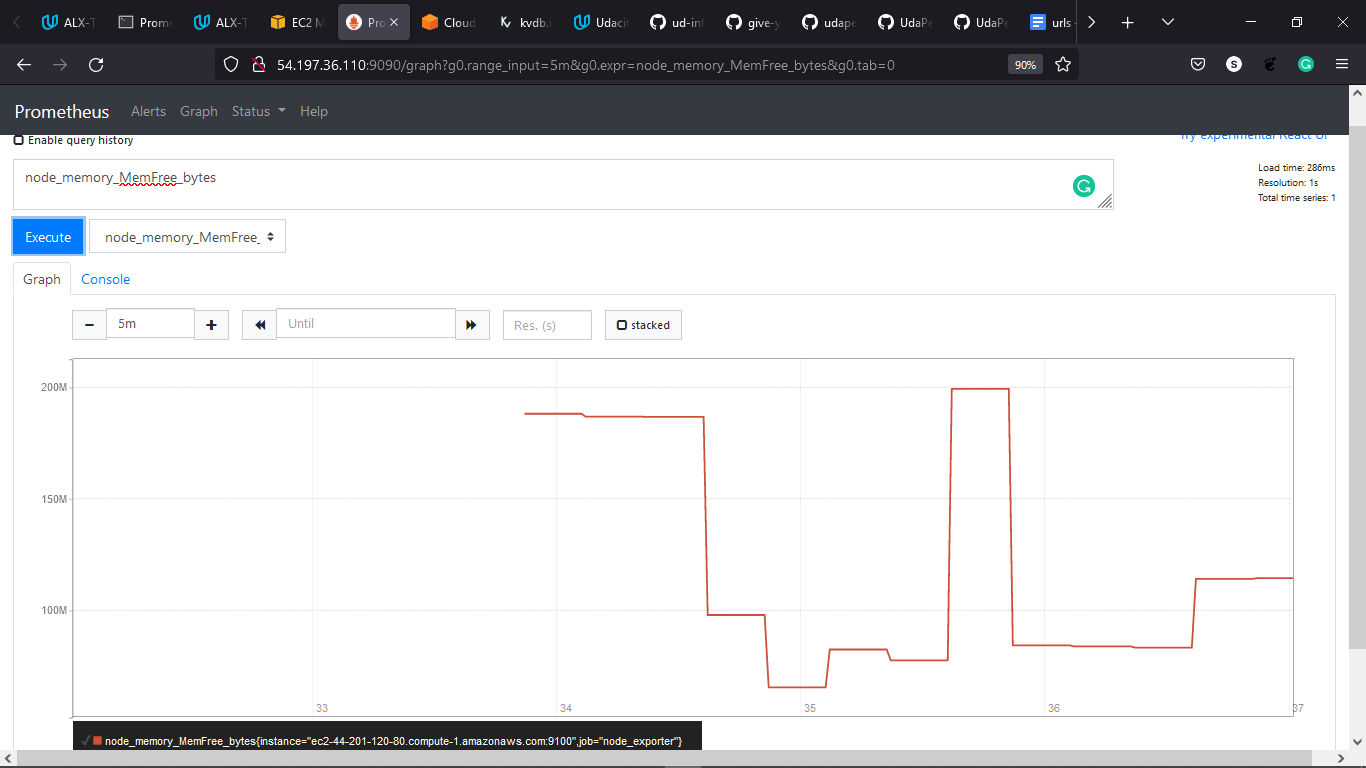 ALX-T
Prome
ALX-T
EC2 M
Pro
Cloud
kvdb.i
Udacit
ud-inf
give-y
udape
UdaPe
UdaPe
urls -
54.197.36.110:9090/graph?g0.range_input=5m&g0.expr=node_memory_MemFree_bytes&g0.tab=0
90%
S
G
Prometheus Alerts Graph Status Help
Enable query history
Try experimental React UI
node_memory_MemFree_bytes
Load time: 286ms
Resolution: 1s
Total time series: 1
Execute
node_memory_MemFree_
Graph Console
5m
Until
Res. (s)
stacked
200M
150M
100M
33 34 35 36 37
node_memory_MemFree_bytes{instance="ec2-44-201-120-80.compute-1.amazonaws.com:9100",job="node_exporter"}